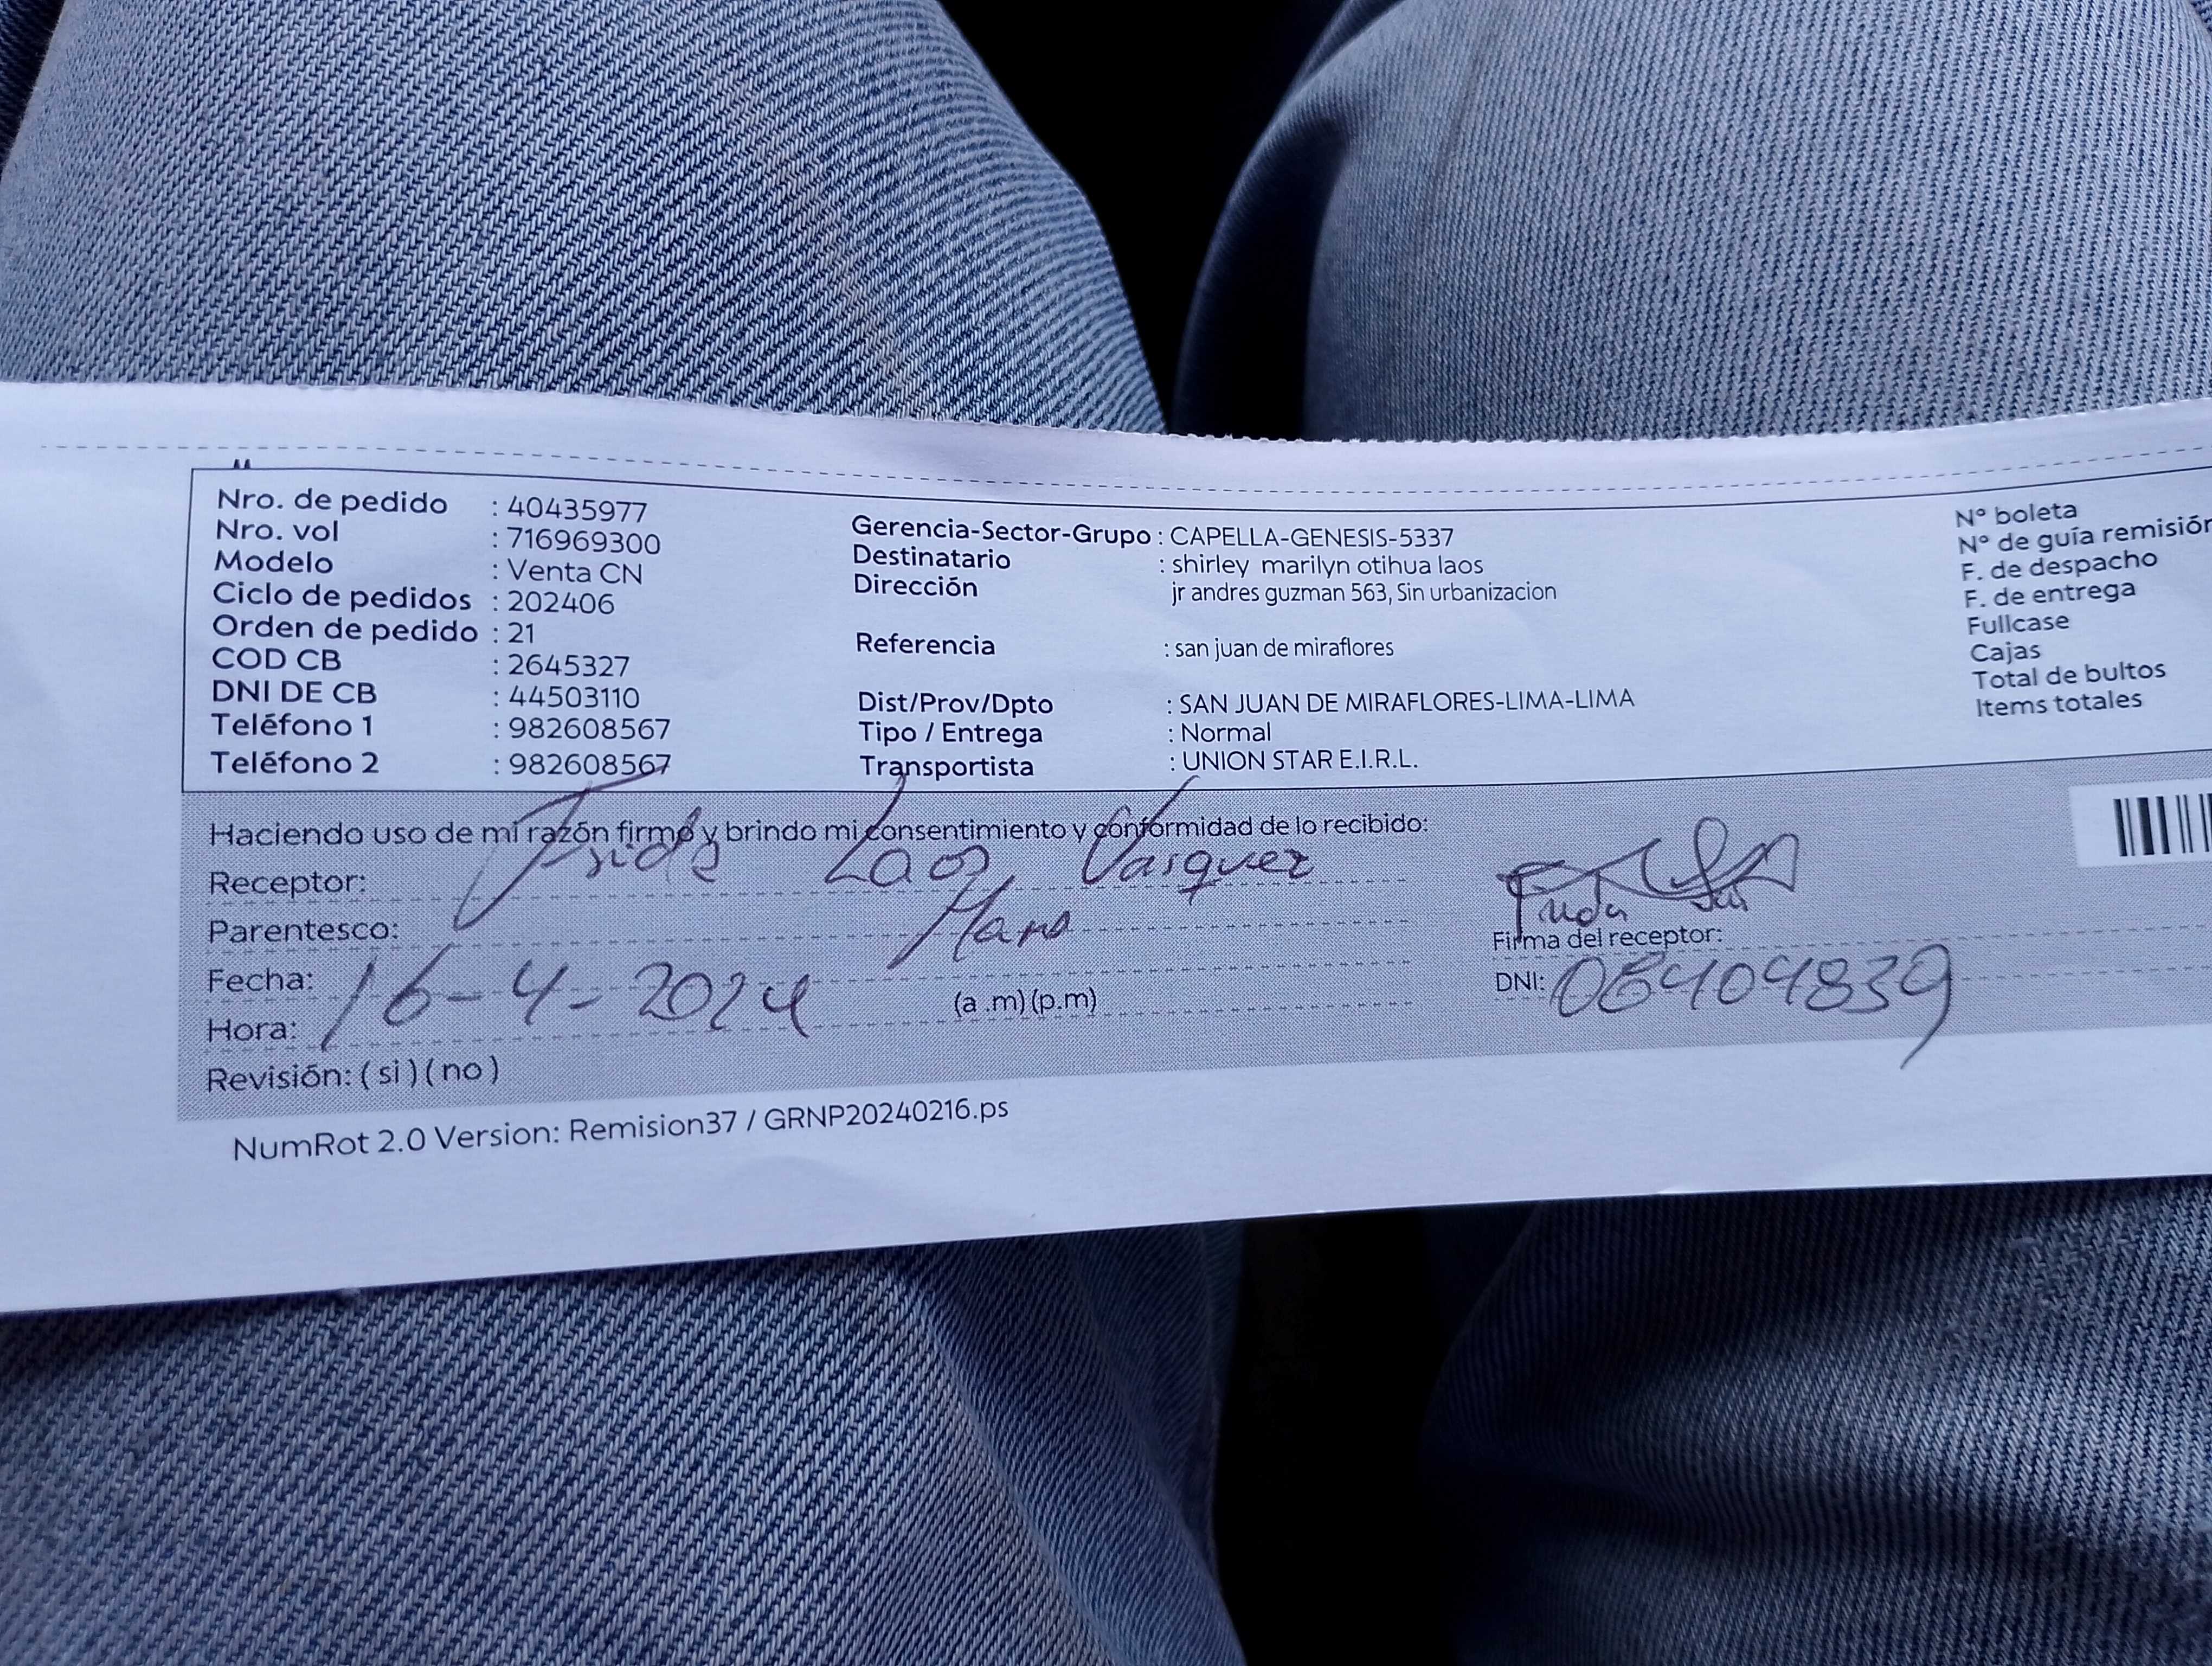 Nro. de pedido : 40435977
Nro. vol : 716969300
Modelo : Venta CN
Ciclo de pedidos : 202406
Orden de pedido : 21
COD CB : 2645327
DNI DE CB : 44503110
Teléfono 1 : 982608567
Teléfono 2 : 982608567
Gerencia-Sector-Grupo : CAPELLA-GENESIS-5337
Destinatario : shirley marilyn otihua laos
Dirección jr andres guzman 563, Sin urbanizacion
Referencia : san juan de miraflores
Dist/Prov/Dpto : SAN JUAN DE MIRAFLORES-LIMA-LIMA
Tipo / Entrega : Normal
Transportista : UNION STAR E.I.R.L.
N° boleta
N° de guía remisión
F. de despacho
F. de entrega
Fullcase
Cajas
Total de bultos
Items totales
Haciendo uso de mi razón firmo y brindo mi consentimiento y conformidad de lo recibido:
Receptor: Laos Vasquez
Parentesco:
Fecha: 16-4-2024
Hora: (a .m) (p.m)
Revisión: ( si ) ( no )
Firma del receptor:
DNI: 06404839
NumRot 2.0 Version: Remision37 / GRNP20240216.ps